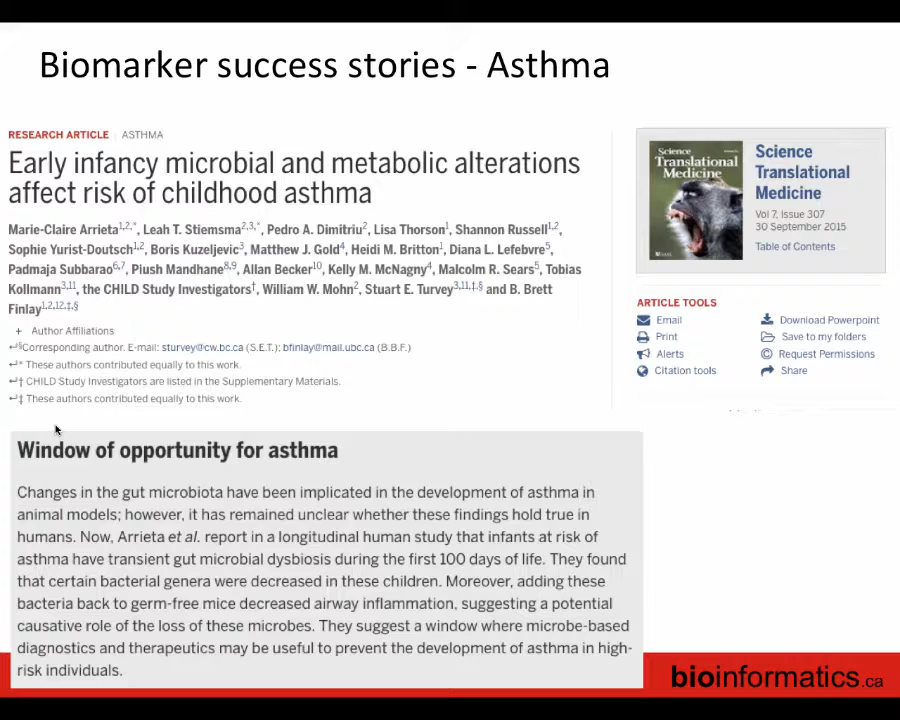 Biomarker success stories - Asthma
RESEARCH ARTICLE | ASTHMA
Early infancy microbial and metabolic alterations
affect risk of childhood asthma
Marie-Claire Arrieta1,2,*, Leah T. Stiemsma2,3,*, Pedro A. Dimitriu2, Lisa Thorson1, Shannon Russell1,2,
Sophie Yurist-Doutsch1,2, Boris Kuzeljevic3, Matthew J. Gold4, Heidi M. Britton1, Diana L. Lefebvre5,
Padmaja Subbarao6,7, Piush Mandhane8,9, Allan Becker10, Kelly M. McNagny4, Malcolm R. Sears5, Tobias
Kollmann3,11, the CHILD Study Investigators†, William W. Mohn2, Stuart E. Turvey3,11,‡,§ and B. Brett
Finlay1,2,12,‡,§
+ Author Affiliations
↵§Corresponding author. E-mail: sturvey@cw.bc.ca (S.E.T.); bfinlay@mail.ubc.ca (B.B.F.)
↵* These authors contributed equally to this work.
↵† CHILD Study Investigators are listed in the Supplementary Materials.
↵‡ These authors contributed equally to this work.
Science
Translational
Medicine
Science
Translational
Medicine
Vol 7, Issue 307
30 September 2015
Table of Contents
ARTICLE TOOLS
Email
Download Powerpoint
Print
Save to my folders
Alerts
Request Permissions
Citation tools
Share
Window of opportunity for asthma
Changes in the gut microbiota have been implicated in the development of asthma in
animal models; however, it has remained unclear whether these findings hold true in
humans. Now, Arrieta et al. report in a longitudinal human study that infants at risk of
asthma have transient gut microbial dysbiosis during the first 100 days of life. They found
that certain bacterial genera were decreased in these children. Moreover, adding these
bacteria back to germ-free mice decreased airway inflammation, suggesting a potential
causative role of the loss of these microbes. They suggest a window where microbe-based
diagnostics and therapeutics may be useful to prevent the development of asthma in high-
risk individuals.
bioinformatics.ca